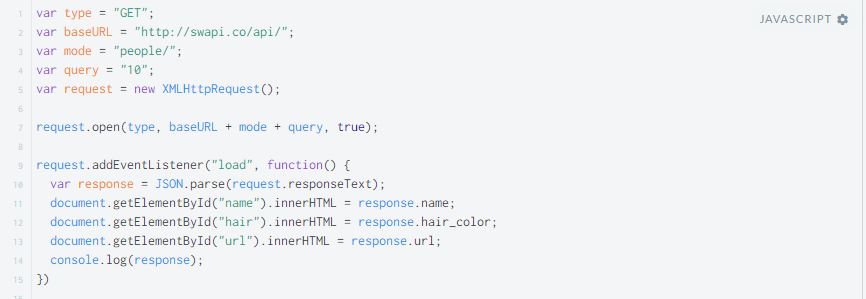 JAVASCRIPT
1 var type = "GET";
2 var baseURL = "http://swapi.co/api/";
3 var mode = "people/";
4 var query = "10";
5 var request = new XMLHttpRequest();
6
7 request.open(type, baseURL + mode + query, true);
8
9 request.addEventListener("load", function() {
10   var response = JSON.parse(request.responseText);
11   document.getElementById("name").innerHTML = response.name;
12   document.getElementById("hair").innerHTML = response.hair_color;
13   document.getElementById("url").innerHTML = response.url;
14   console.log(response);
15 })